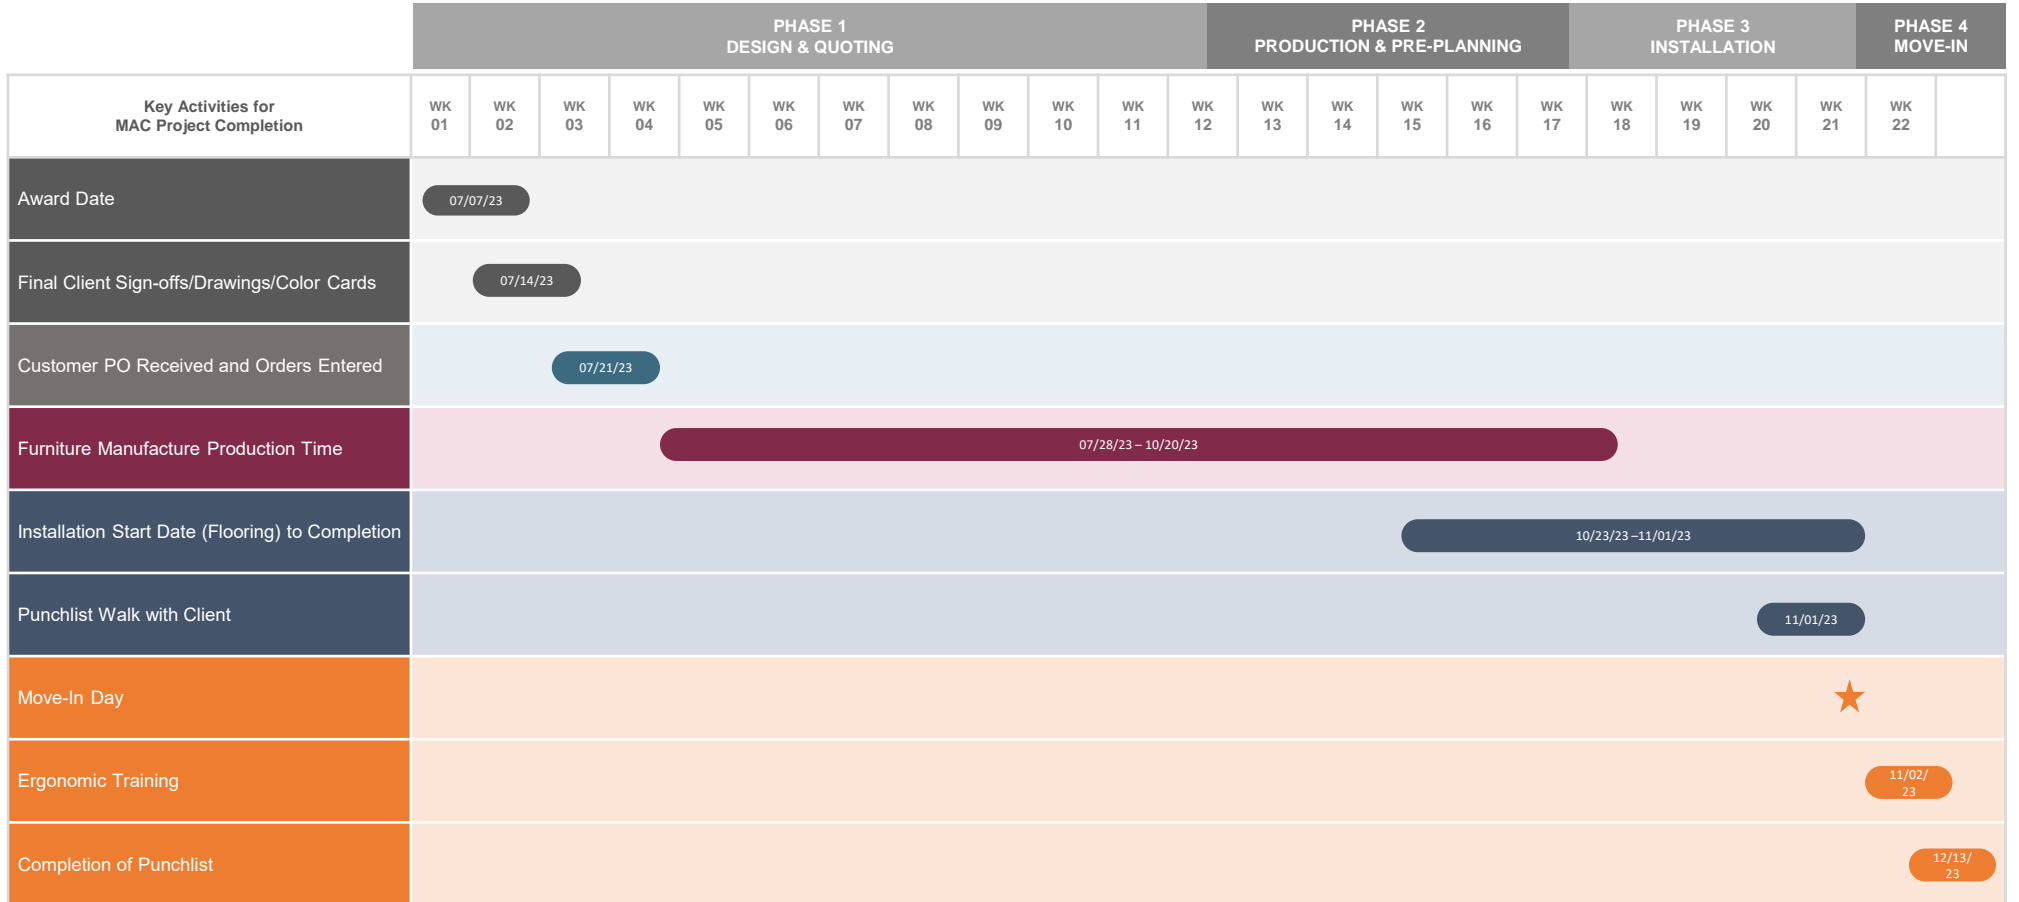 PHASE 1
DESIGN & QUOTING
PHASE 2
PRODUCTION & PRE-PLANNING
PHASE 3
INSTALLATION
PHASE 4
MOVE-IN
Key Activities for
MAC Project Completion
WK
01
WK
02
WK
03
WK
04
WK
05
WK
06
WK
07
WK
08
WK
09
WK
10
WK
11
WK
12
WK
13
WK
14
WK
15
WK
16
WK
17
WK
18
WK
19
WK
20
WK
21
WK
22
Award Date
07/07/23
Final Client Sign-offs/Drawings/Color Cards
07/14/23
Customer PO Received and Orders Entered
07/21/23
Furniture Manufacture Production Time
07/28/23 – 10/20/23
Installation Start Date (Flooring) to Completion
10/23/23 –11/01/23
Punchlist Walk with Client
11/01/23
Move-In Day
Ergonomic Training
11/02/
23
Completion of Punchlist
12/13/
23